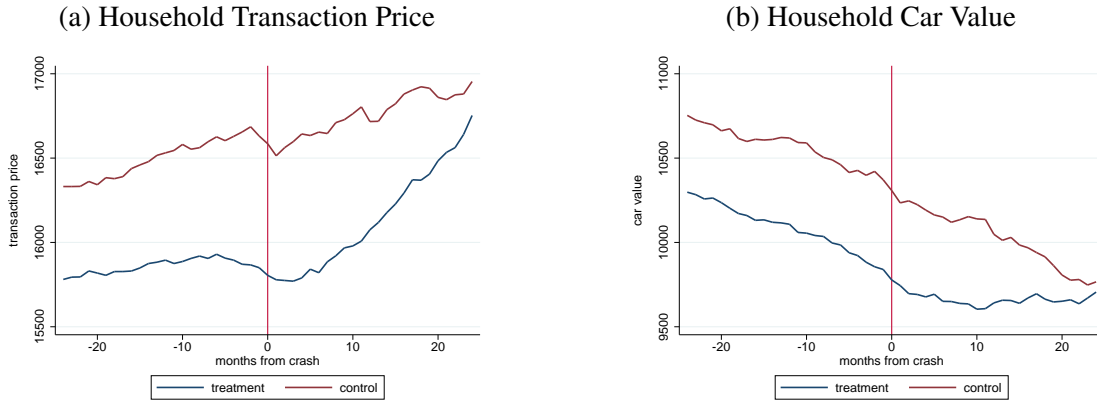 (a) Household Transaction Price
17000
16500
16000
15500
transaction price
-20 -10 0 10 20
months from crash
treatment control
(b) Household Car Value
11000
10500
10000
9500
car value
-20 -10 0 10 20
months from crash
treatment control